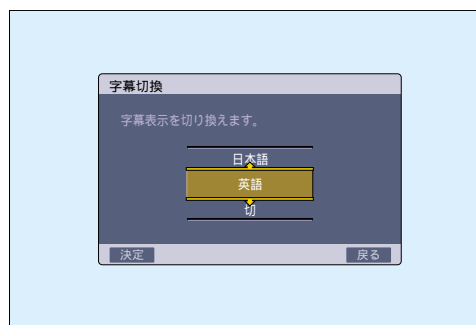 字幕切換
字幕表示を切り換えます。
日本語
英語
切
決定
戻る